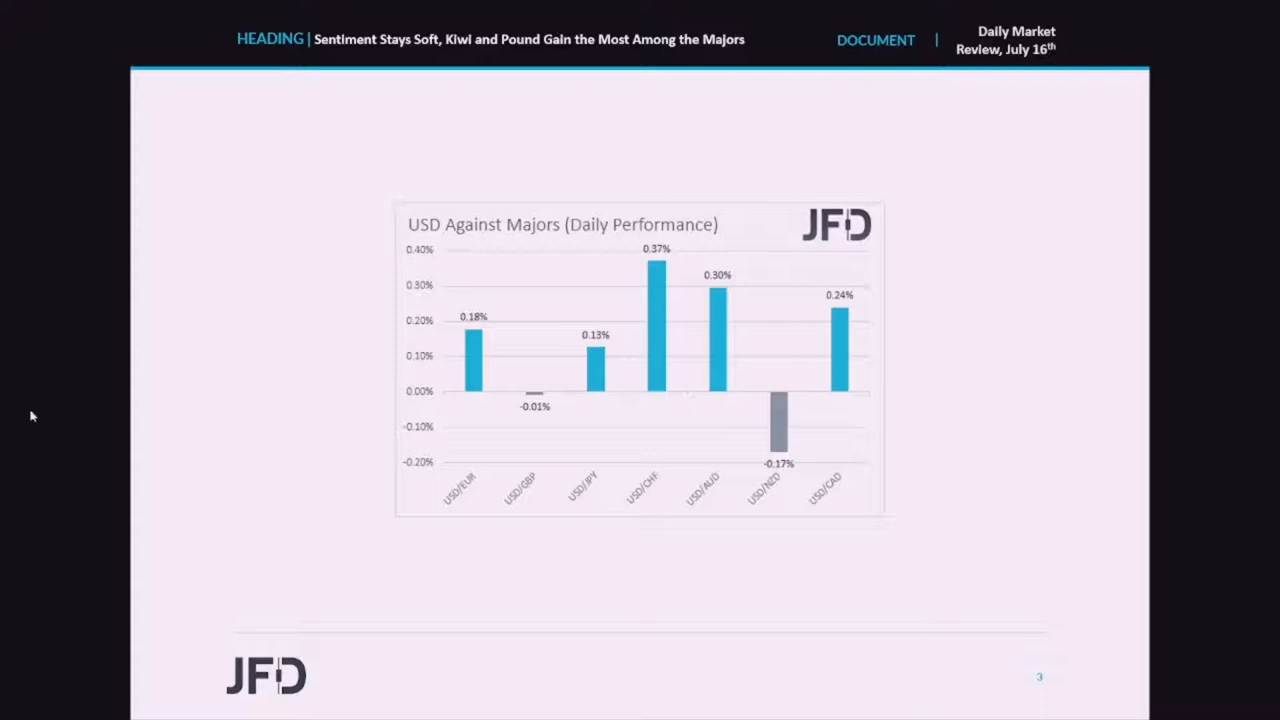 HEADING | Sentiment Stays Soft, Kiwi and Pound Gain the Most Among the Majors
DOCUMENT |
Daily Market
Review, July 16th
USD Against Majors (Daily Performance)
JFD
0.40%
0.30%
0.20%
0.10%
0.00%
-0.10%
-0.20%
0.18%
-0.01%
0.13%
0.37%
0.30%
-0.17%
0.24%
USD/EUR
USD/GBP
USD/JPY
USD/CHF
USD/AUD
USD/NZD
USD/CAD
JFD
3